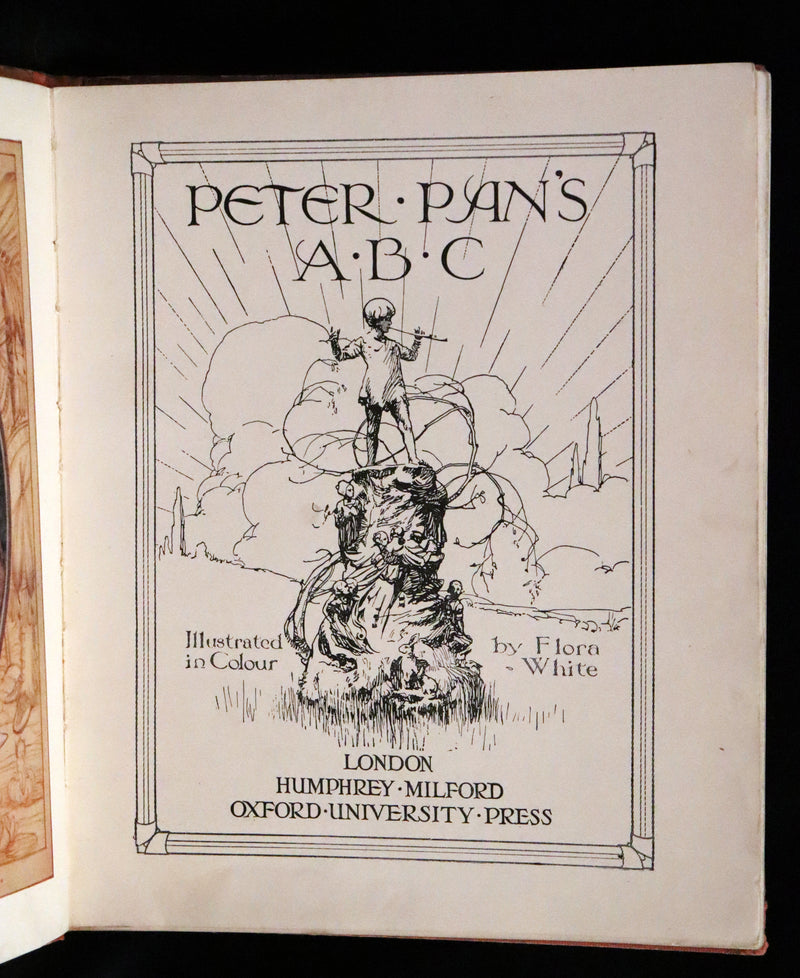 PETER·PAN'S
A·B·C
Illustrated by Flora
in Colour - White
LONDON
HUMPHREY·MILFORD
OXFORD·UNIVERSITY·PRESS